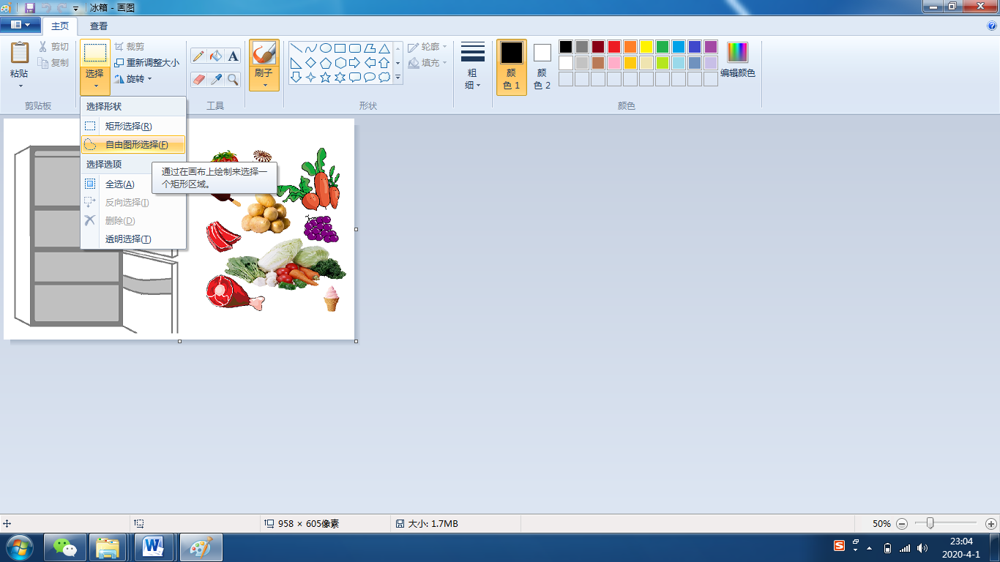 冰箱 - 画图
主页
查看
粘贴
剪切
复制
剪贴板
选择
裁剪
重新调整大小
旋转
A
工具
刷子
轮廓
填充
形状
粗
细
颜
色 1
颜
色 2
编辑颜色
颜色
选择形状
矩形选择(R)
自由图形选择(F)
选择选项
全选(A)
反向选择(I)
删除(D)
透明选择(T)
通过在画布上绘制来选择一
个矩形区域。
958 × 605像素
大小: 1.7MB
50%
W
S
23:04
2020-4-1